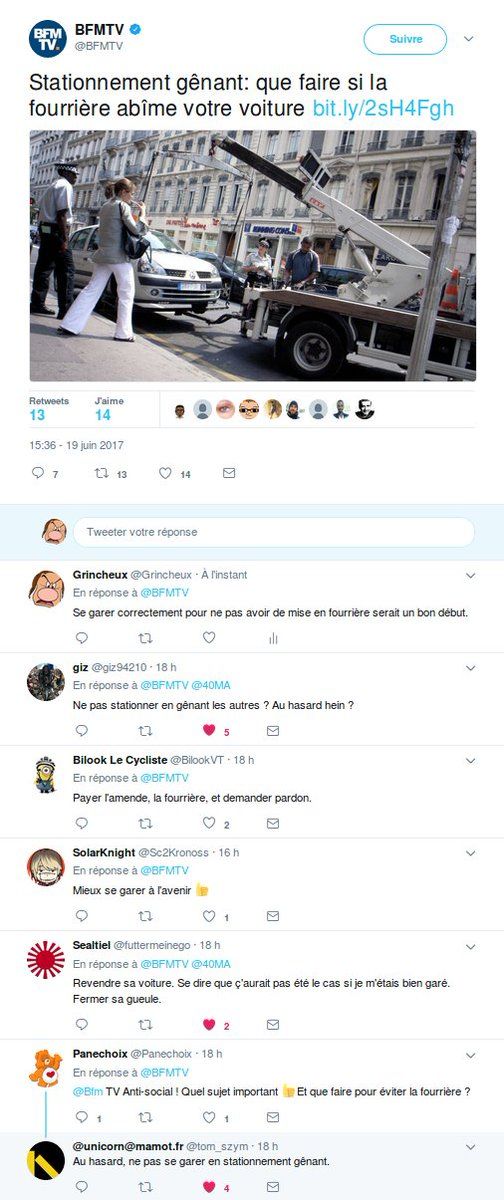 BFM
TV.
BFMTV
@BFMTV
Suivre
Stationnement gênant: que faire si la
fourrière abîme votre voiture bit.ly/2sH4Fgh
Retweets J'aime
13 14
15:36 - 19 juin 2017
7 13 14
Tweeter votre réponse
Grincheux @Grincheux · À l'instant
En réponse à @BFMTV
Se garer correctement pour ne pas avoir de mise en fourrière serait un bon début.
giz @giz94210 · 18 h
En réponse à @BFMTV @40MA
Ne pas stationner en gênant les autres ? Au hasard hein ?
5
Bilook Le Cycliste @BilookVT · 18 h
En réponse à @BFMTV
Payer l'amende, la fourrière, et demander pardon.
2
SolarKnight @Sc2Kronoss · 16 h
En réponse à @BFMTV
Mieux se garer à l'avenir 👍
1
Sealtiel @futtermeinego · 18 h
En réponse à @BFMTV @40MA
Revendre sa voiture. Se dire que ç'aurait pas été le cas si je m'étais bien garé.
Fermer sa gueule.
2
Panechoix @Panechoix · 18 h
En réponse à @BFMTV
@Bfm TV Anti-social ! Quel sujet important 👍 Et que faire pour éviter la fourrière ?
1 1
@unicorn@mamot.fr @tom_szym · 18 h
Au hasard, ne pas se garer en stationnement gênant.
4